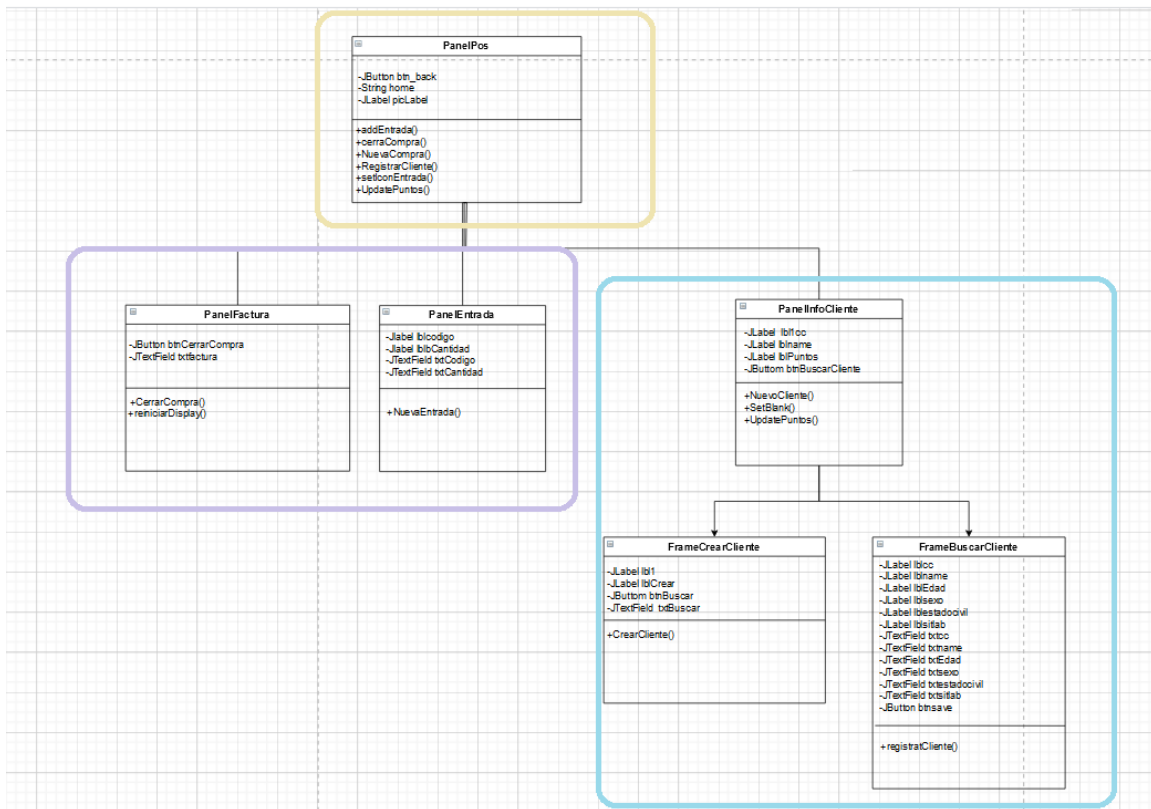 PanelPos
-JButton btn_back
-String home
-JLabel picLabel
+addEntrada()
+cerraCompra()
+NuevaCompra()
+RegistrarCliente()
+setIconEntrada()
+UpdatePuntos()
PanelFactura
-JButton btnCerrarCompra
-JTextField txtfactura
+CerrarCompra()
+reiniciarDisplay()
PanelEntrada
-Jlabel lblcodigo
-Jlabel lblbCantidad
-JTextField txtCodigo
-JTextField txtCantidad
+NuevaEntrada()
PanelInfoCliente
-JLabel lbl1cc
-JLabel lblname
-JLabel lblPuntos
-JButtom btnBuscarCliente
+NuevoCliente()
+SetBlank()
+UpdatePuntos()
FrameCrearCliente
-JLabel lbl1
-JLabel lblCrear
-JButtom btnBuscar
-JTextField txtBuscar
+CrearCliente()
FrameBuscarCliente
-JLabel lblcc
-JLabel lblname
-JLabel lblEdad
-JLabel lblsexo
-JLabel lblestadocivil
-JLabel lblsitlab
-JTextField txtcc
-JTextField txtname
-JTextField txtEdad
-JTextField txtsexo
-JTextField txtestadocivil
-JTextField txtsitlab
-JButton btnsave
+registratCliente()